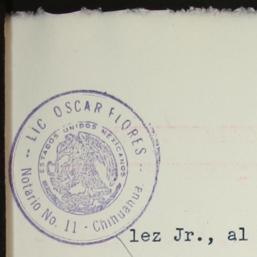 LIC OSCAR FLORES
ESTADOS UNIDOS MEXICANOS
Notario No. 11 - Chihuahua.
lez Jr., al